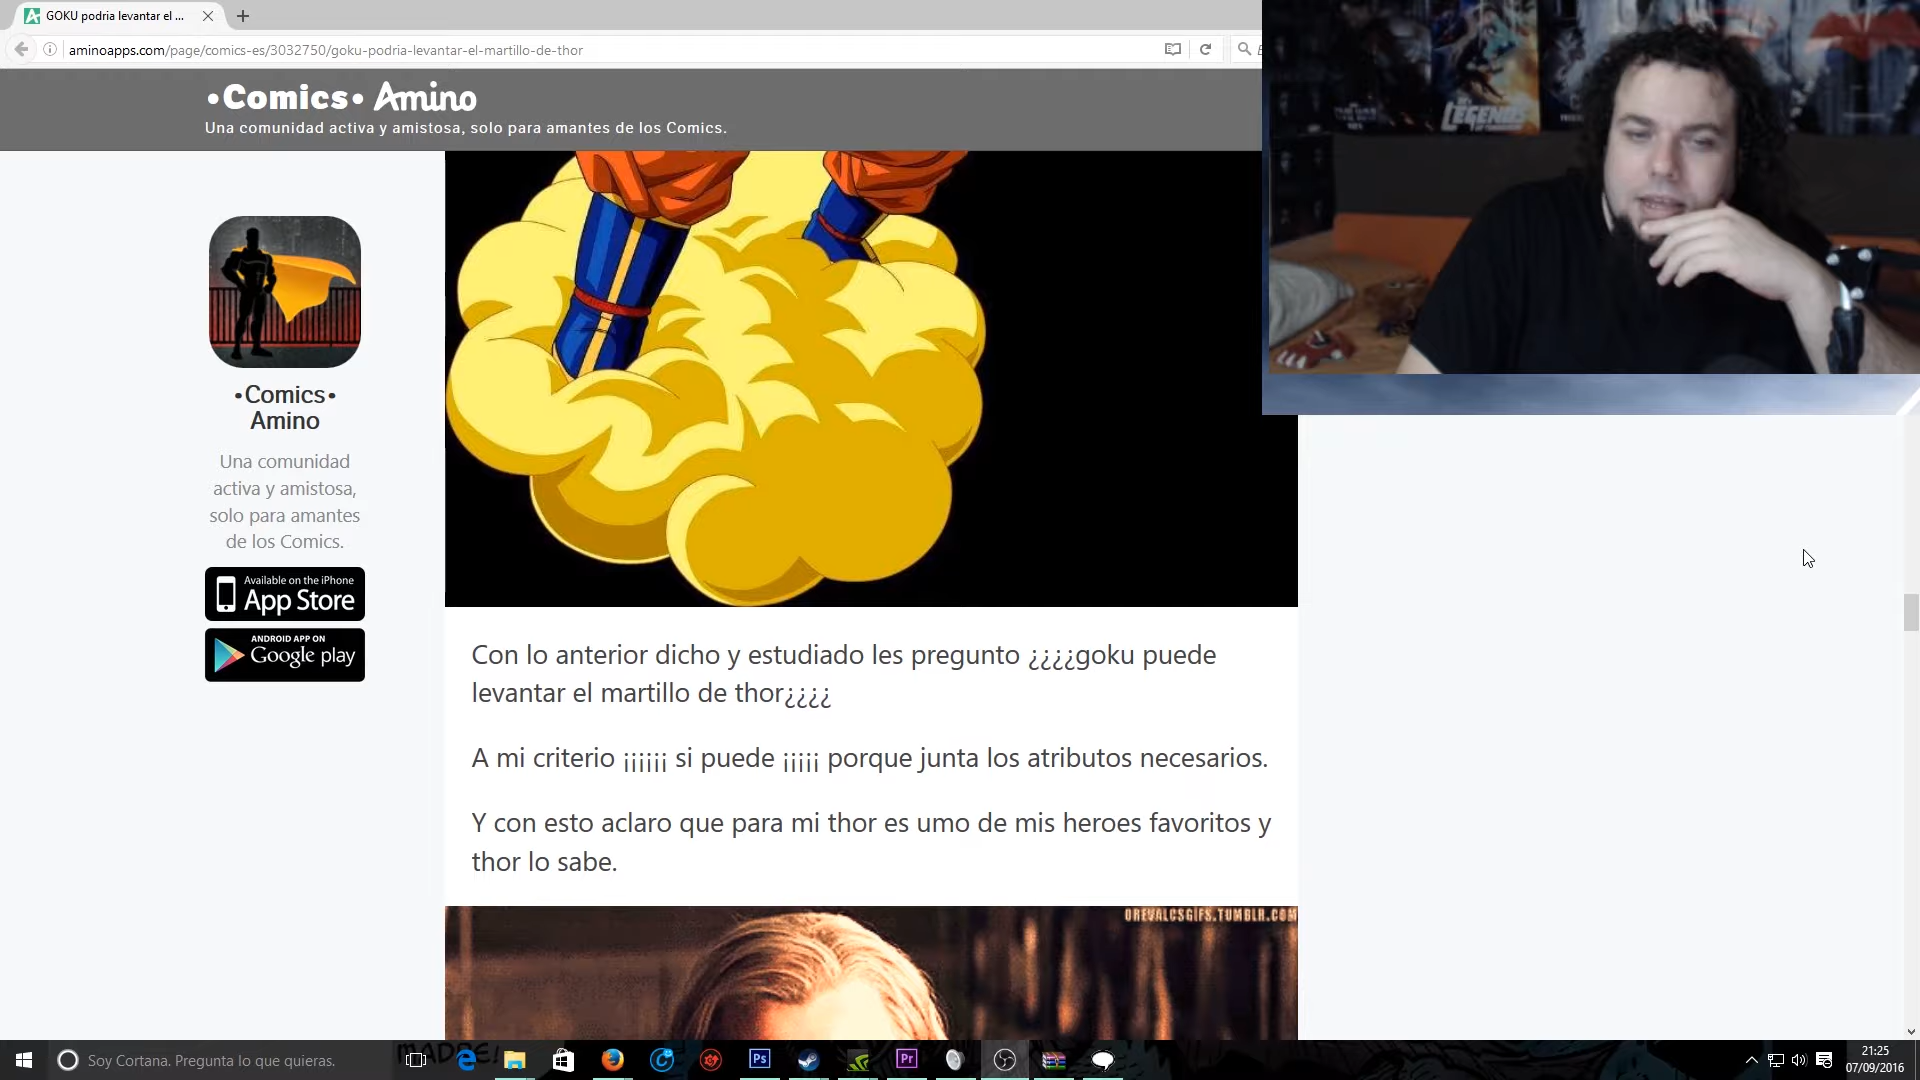 GOKU podria levantar el ...
aminoapps.com/page/comics-es/3032750/goku-podria-levantar-el-martillo-de-thor
•Comics• Amino
Una comunidad activa y amistosa, solo para amantes de los Comics.
LEGENDS
•Comics•
Amino
Una comunidad
activa y amistosa,
solo para amantes
de los Comics.
Available on the iPhone
App Store
ANDROID APP ON
Google play
Con lo anterior dicho y estudiado les pregunto ¿¿¿¿goku puede
levantar el martillo de thor¿¿¿¿
A mi criterio ¡¡¡¡¡¡ si puede ¡¡¡¡¡ porque junta los atributos necesarios.
Y con esto aclaro que para mi thor es umo de mis heroes favoritos y
thor lo sabe.
OREVALCSGIFS.TUMBLR.COM
Soy Cortana. Pregunta lo que quieras.
MADRE!
Ps
Pr
21:25
07/09/2016